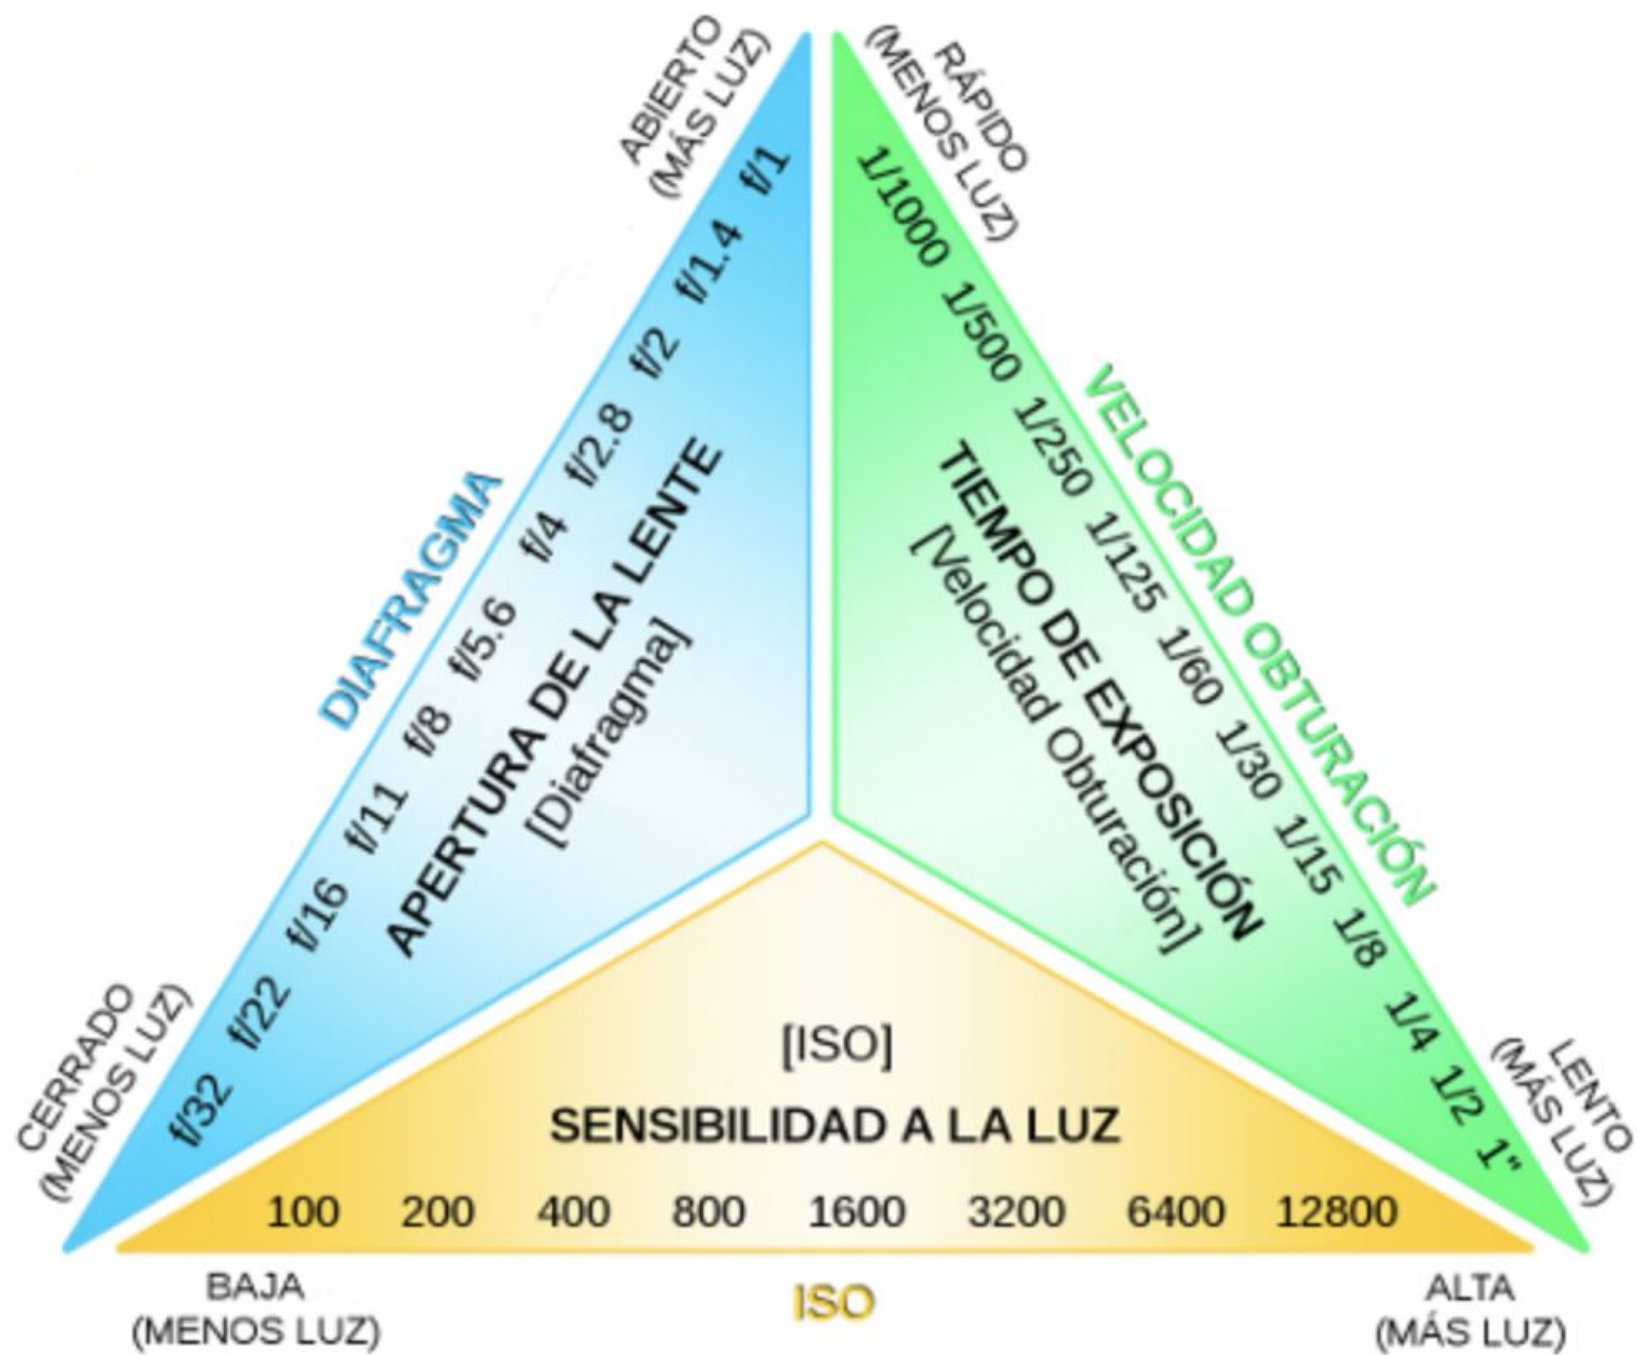 ABIERTO
(MÁS LUZ)
RÁPIDO
(MENOS LUZ)
DIAFRAGMA
f/1
f/1.4
f/2
f/2.8
f/4
f/5.6
f/8
f/11
f/16
f/22
f/32
APERTURA DE LA LENTE
[Diafragma]
CERRADO
(MENOS LUZ)
VELOCIDAD OBTURACIÓN
1/1000
1/500
1/250
1/125
1/60
1/30
1/15
1/8
1/4
1/2
1"
TIEMPO DE EXPOSICIÓN
[Velocidad Obturación]
LENTO
(MÁS LUZ)
[ISO]
SENSIBILIDAD A LA LUZ
100 200 400 800 1600 3200 6400 12800
BAJA
(MENOS LUZ)
ISO
ALTA
(MÁS LUZ)